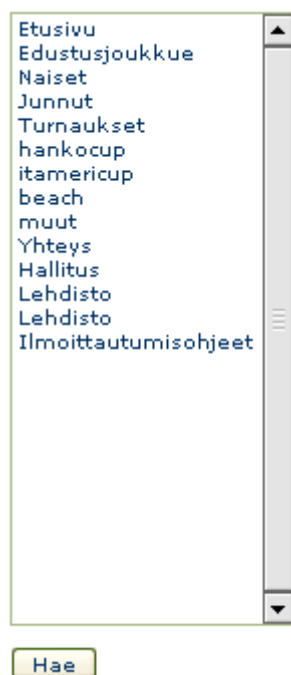 Etusivu
Edustusjoukkue
Naiset
Junnut
Turnaukset
hankocup
itamericup
beach
muut
Yhteys
Hallitus
Lehdisto
Lehdisto
Ilmoittautumisohjeet
Hae